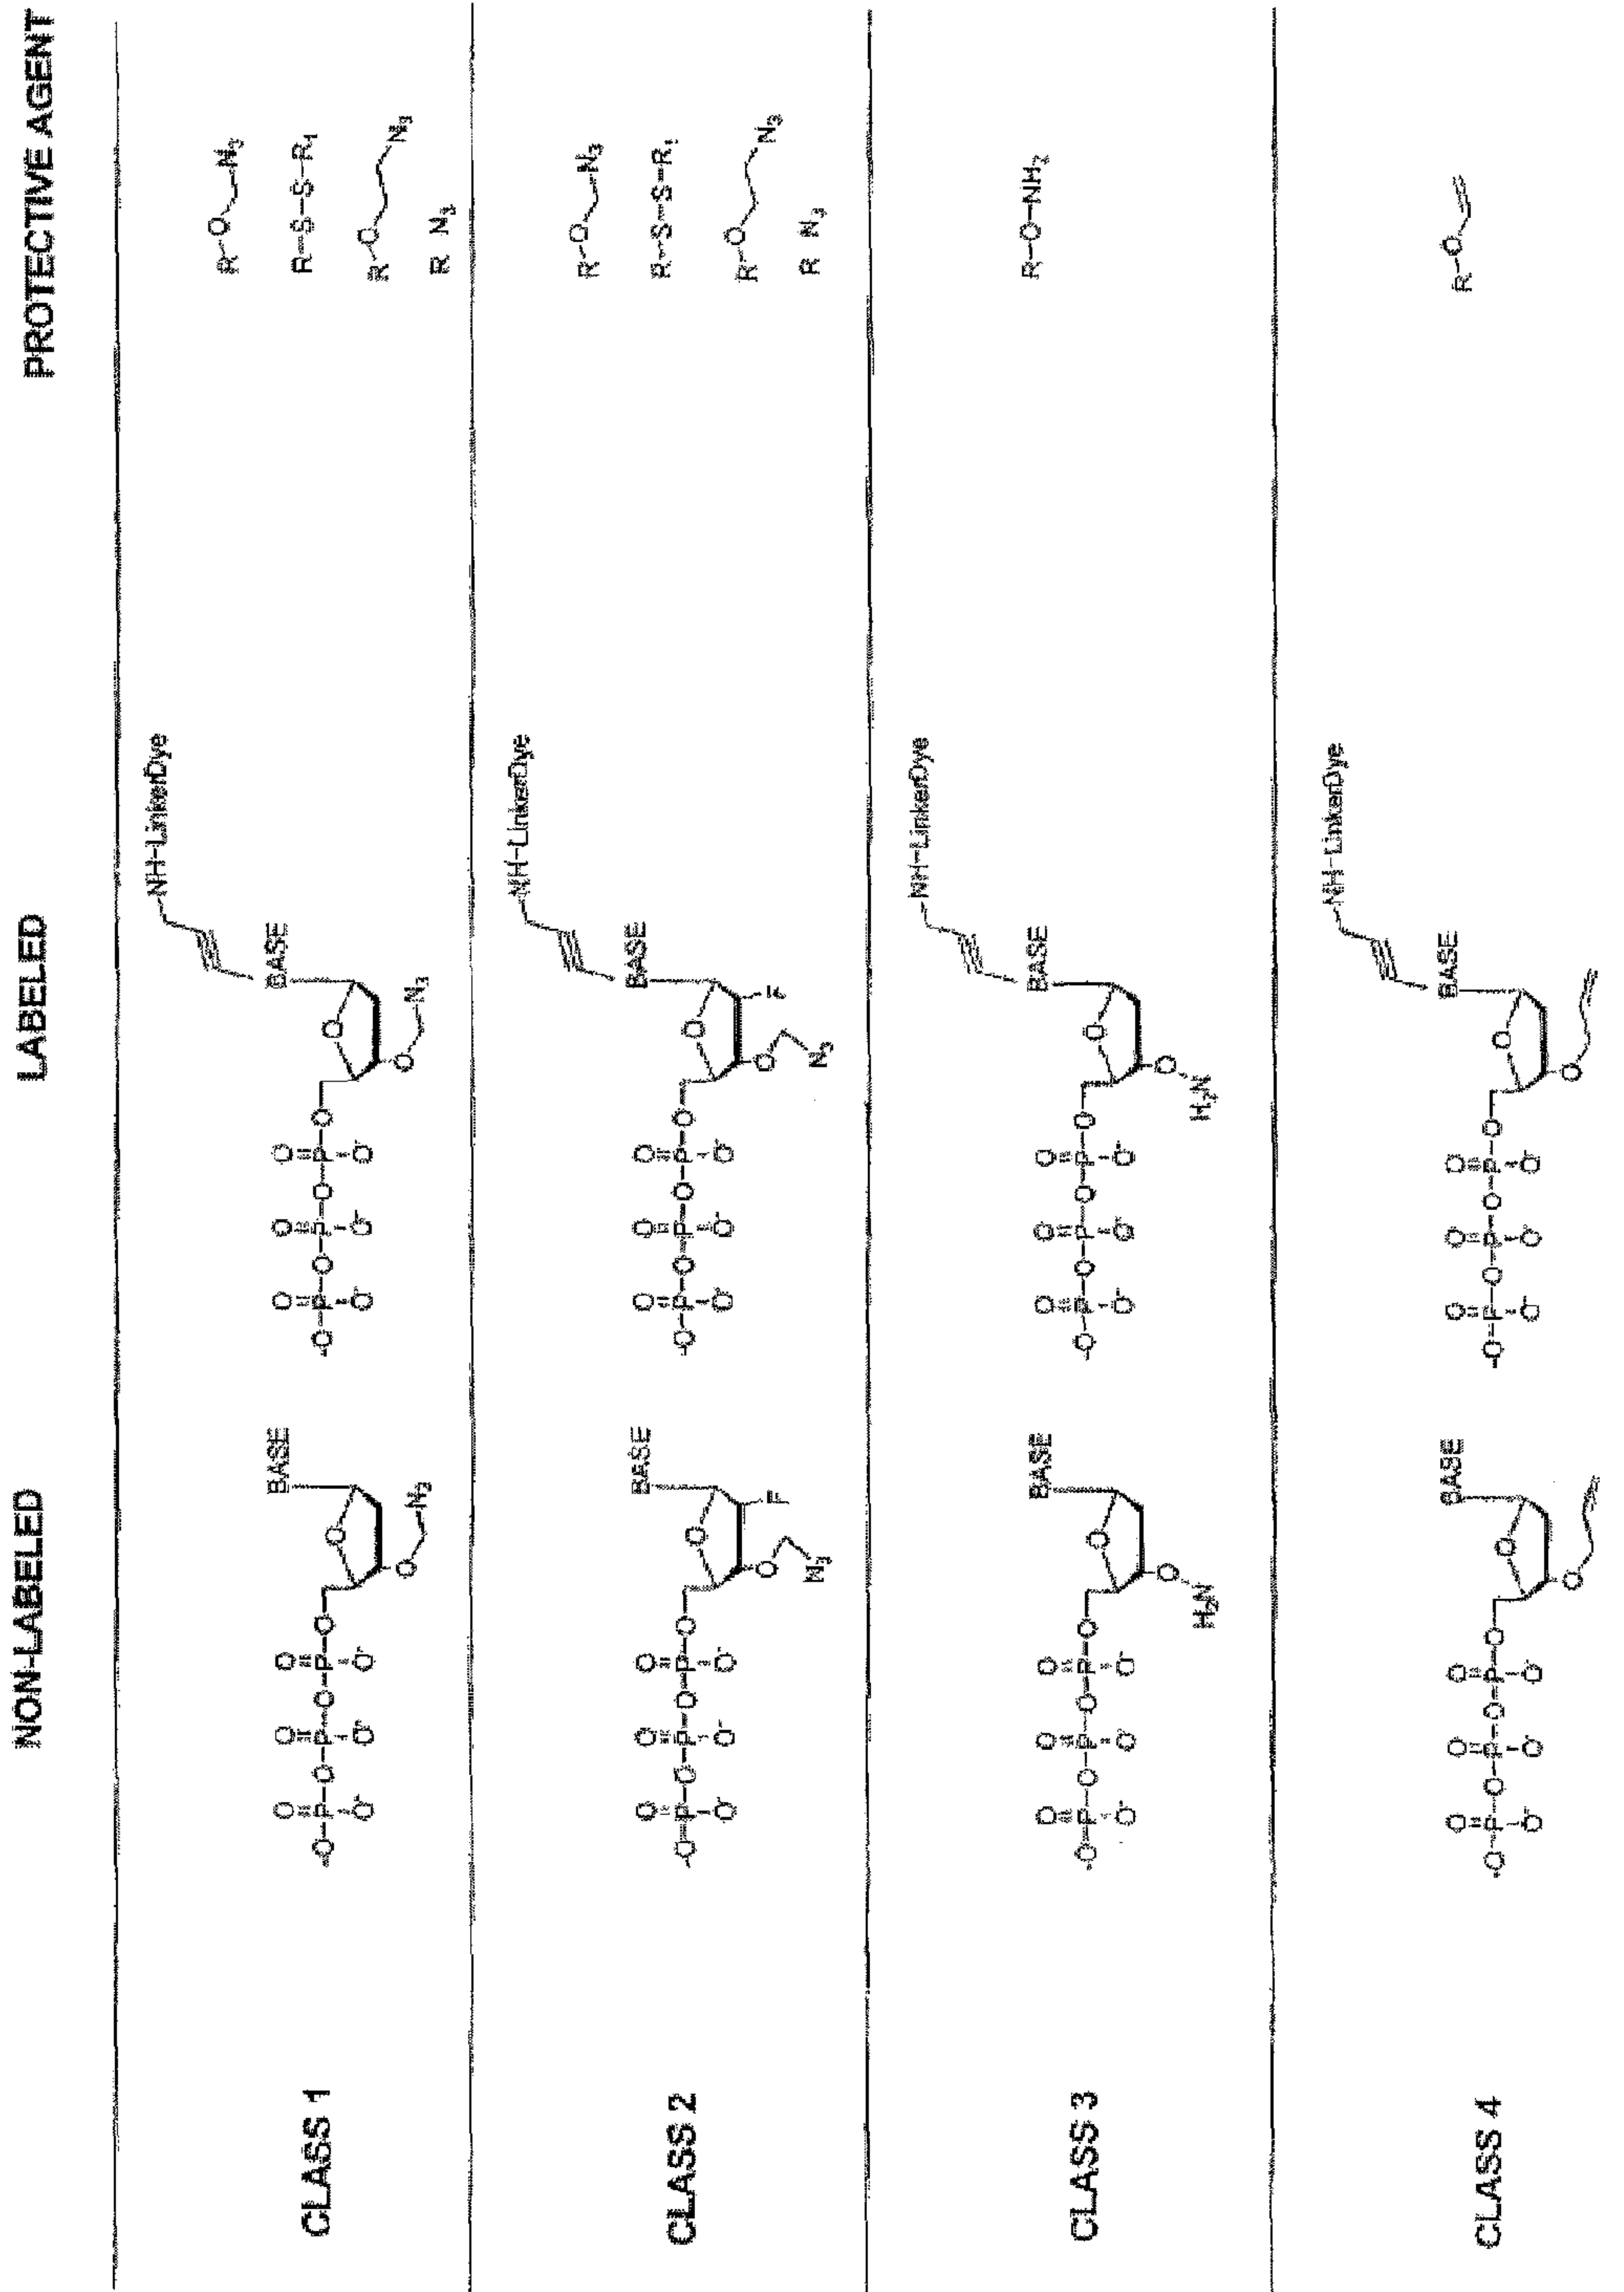 NON-LABELED LABELED PROTECTIVE AGENT
CLASS 1
BASE
O O O
-O-P-O-P-O-P-O
O- O- O-
O
O N3
NH-LinkerDye
BASE
O O O
-O-P-O-P-O-P-O
O- O- O-
O
O N3
R-O N3
R-S-S-R1
R O N3
R N3
CLASS 2
BASE
O O O
-O-P-O-P-O-P-O
O- O- O-
O
O F
N3
NH-LinkerDye
BASE
O O O
-O-P-O-P-O-P-O
O- O- O-
O
O F
N3
R-O N3
R-S-S-R1
R-O N3
R N3
CLASS 3
BASE
O O O
-O-P-O-P-O-P-O
O- O- O-
O
O
H2N
NH-LinkerDye
BASE
O O O
-O-P-O-P-O-P-O
O- O- O-
O
O
H2N
R-O-NH2
CLASS 4
BASE
O O O
-O-P-O-P-O-P-O
O- O- O-
O
O
NH-LinkerDye
BASE
O O O
-O-P-O-P-O-P-O
O- O- O-
O
O
R-O